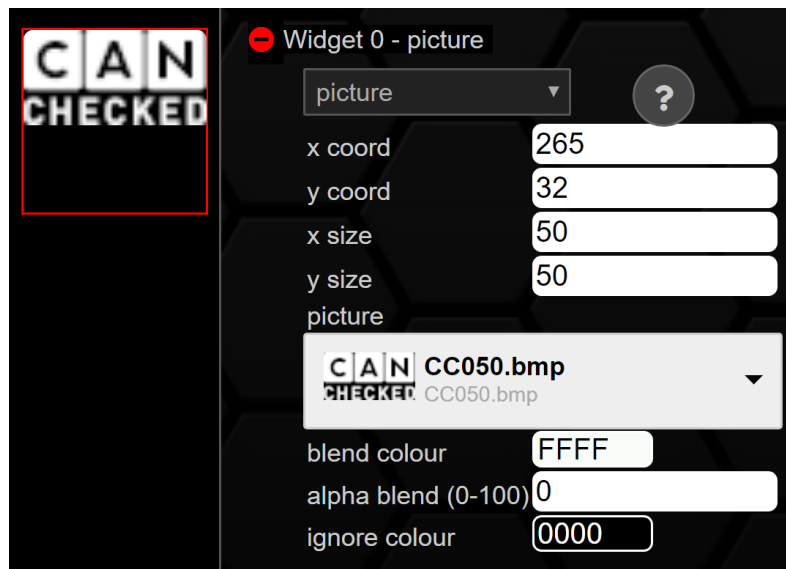 CAN
CHECKED
Widget 0 - picture
picture
?
x coord 265
y coord 32
x size 50
y size 50
picture
CAN CHECKED CC050.bmp
CC050.bmp
blend colour FFFF
alpha blend (0-100) 0
ignore colour 0000